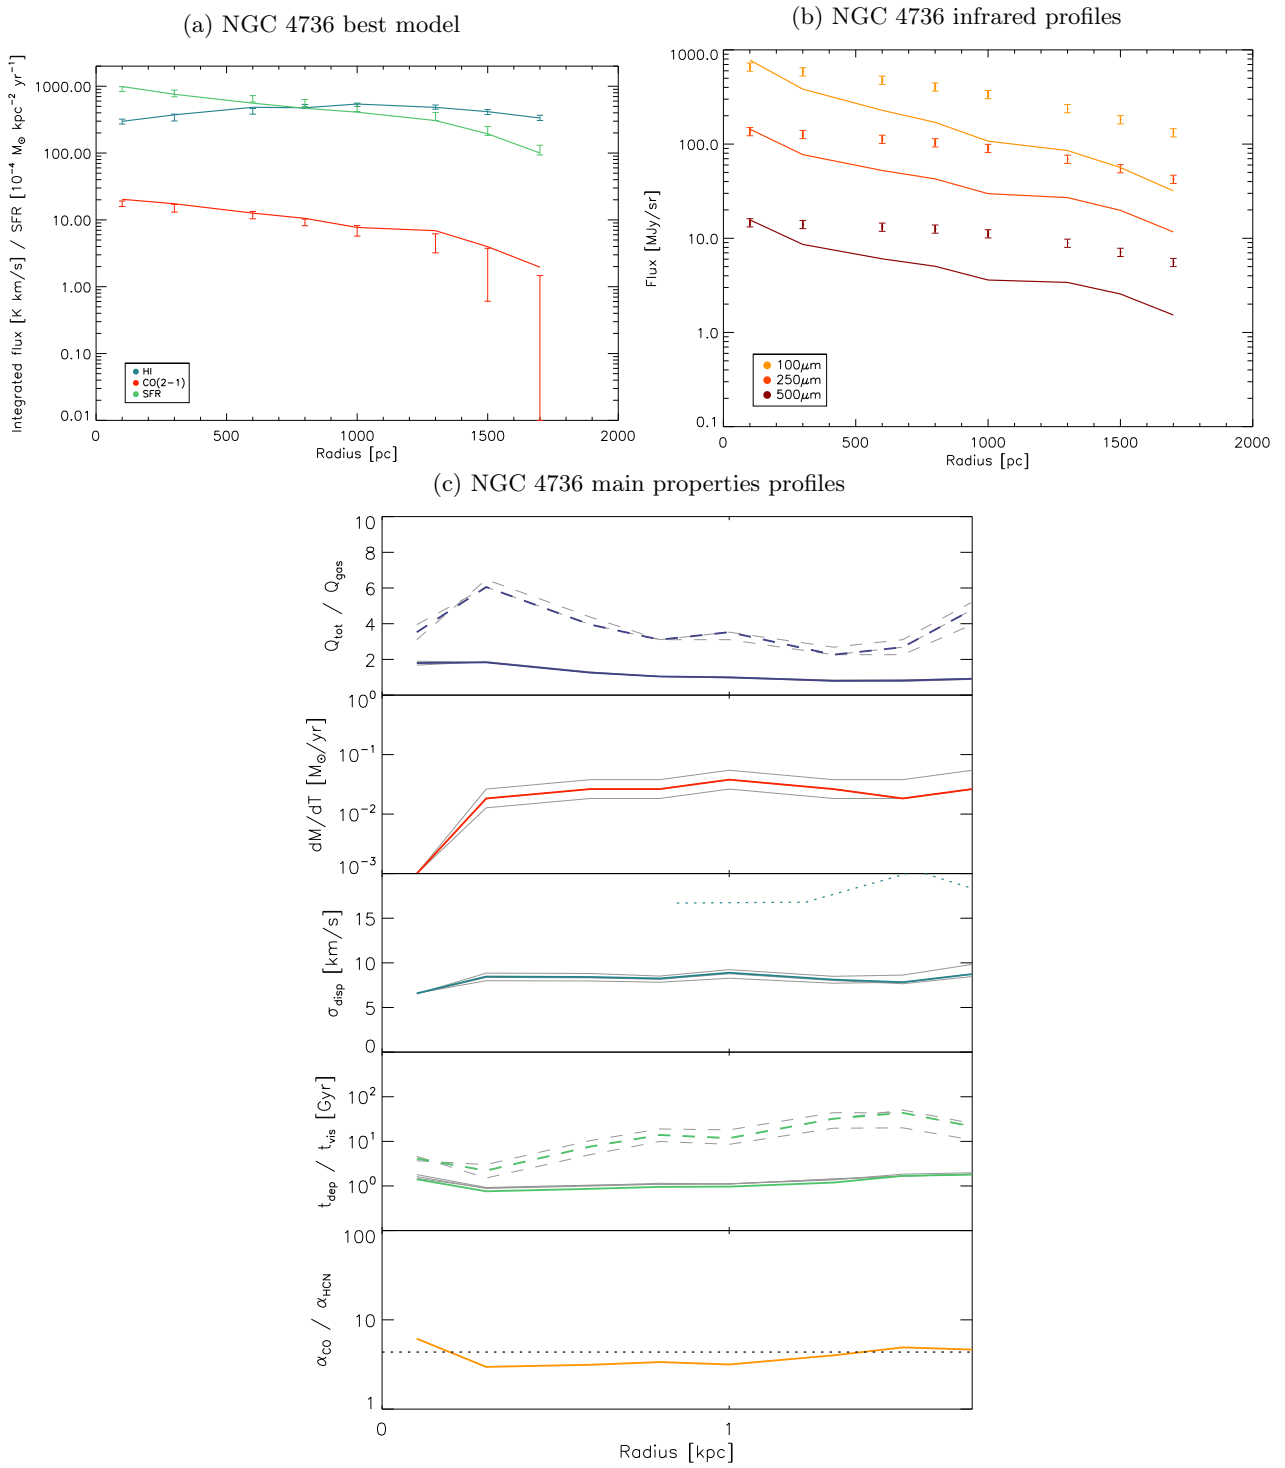 (a) NGC 4736 best model
Integrated flux [K km/s] / SFR [10⁻⁴ M☉ kpc⁻² yr⁻¹]
1000.00
100.00
10.00
1.00
0.10
0.01
HI
CO(2-1)
SFR
0 500 1000 1500 2000
Radius [pc]
(b) NGC 4736 infrared profiles
Flux [MJy/sr]
1000.0
100.0
10.0
1.0
0.1
100μm
250μm
500μm
0 500 1000 1500 2000
Radius [pc]
(c) NGC 4736 main properties profiles
Q_tot / Q_gas
10
8
6
4
2
dM/dT [M☉/yr]
10⁰
10⁻¹
10⁻²
10⁻³
σ_disp [km/s]
15
10
5
0
t_dep / t_vis [Gyr]
10²
10¹
10⁰
α_CO / α_HCN
100
10
1
0 1
Radius [kpc]